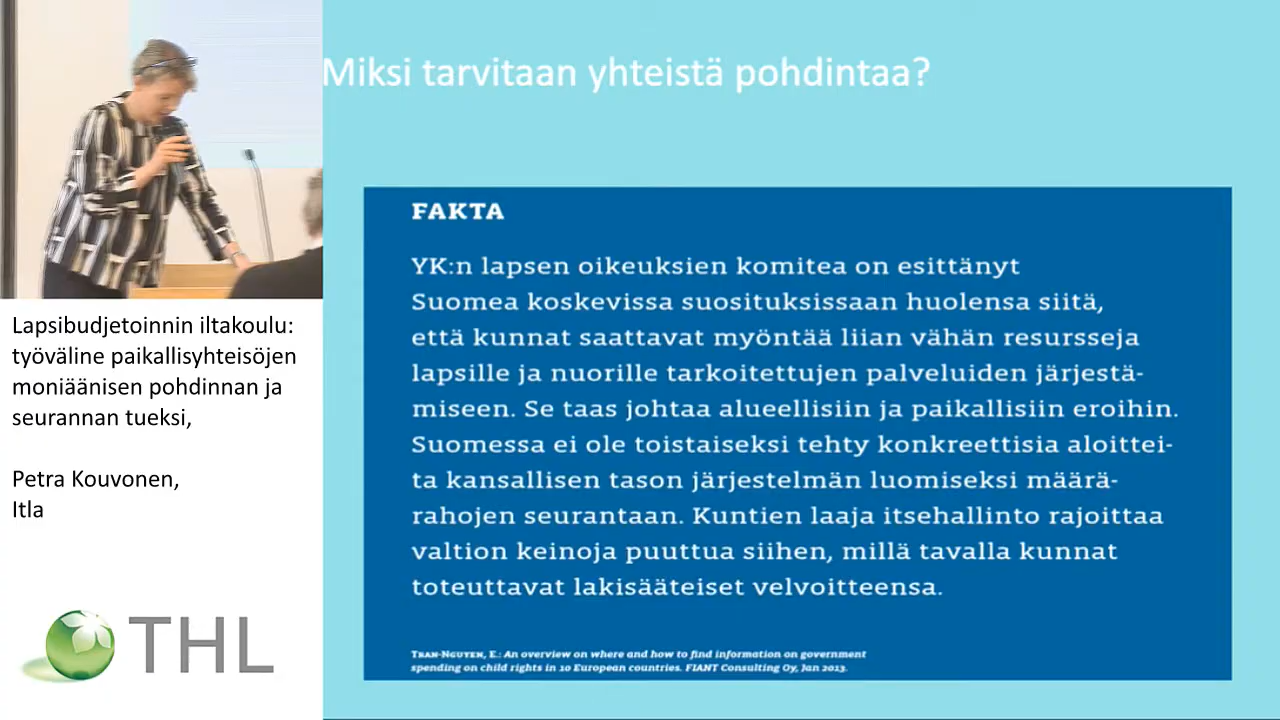 Miksi tarvitaan yhteistä pohdintaa?
FAKTA
YK:n lapsen oikeuksien komitea on esittänyt
Suomea koskevissa suosituksissaan huolensa siitä,
että kunnat saattavat myöntää liian vähän resursseja
lapsille ja nuorille tarkoitettujen palveluiden järjestä-
miseen. Se taas johtaa alueellisiin ja paikallisiin eroihin.
Suomessa ei ole toistaiseksi tehty konkreettisia aloittei-
ta kansallisen tason järjestelmän luomiseksi määrä-
rahojen seurantaan. Kuntien laaja itsehallinto rajoittaa
valtion keinoja puuttua siihen, millä tavalla kunnat
toteuttavat lakisääteiset velvoitteensa.
Tran-Nguyen, E.: An overview on where and how to find information on government
spending on child rights in 10 European countries. FIANT Consulting Oy, Jan 2013.
Lapsibudjetoinnin iltakoulu:
työväline paikallisyhteisöjen
moniäänisen pohdinnan ja
seurannan tueksi,
Petra Kouvonen,
Itla
THL